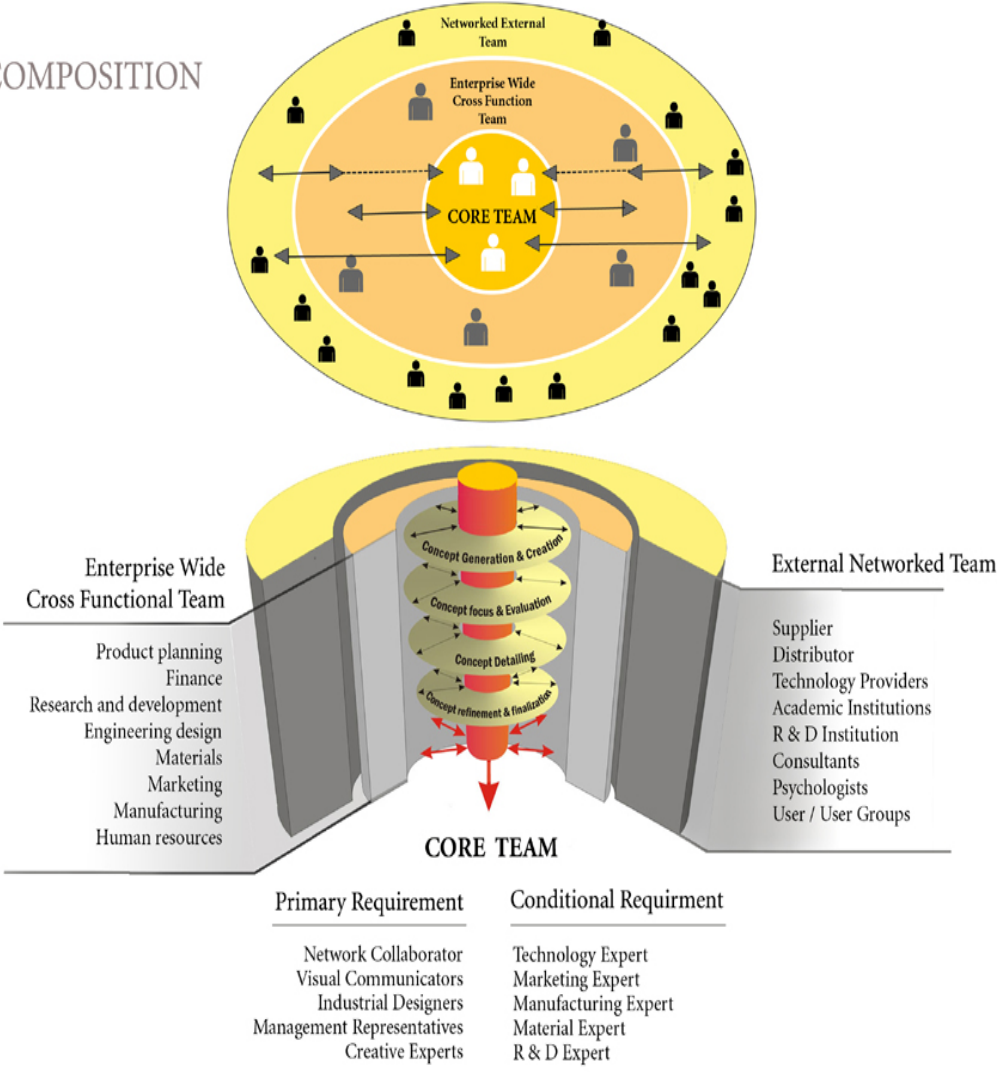 COMPOSITION
Networked External
Team
Enterprise Wide
Cross Function
Team
CORE TEAM
Concept Generation & Creation
Concept focus & Evaluation
Concept Detailing
Concept refinement & finalization
Enterprise Wide
Cross Functional Team
Product planning
Finance
Research and development
Engineering design
Materials
Marketing
Manufacturing
Human resources
External Networked Team
Supplier
Distributor
Technology Providers
Academic Institutions
R & D Institution
Consultants
Psychologists
User / User Groups
CORE TEAM
Primary Requirement
Network Collaborator
Visual Communicators
Industrial Designers
Management Representatives
Creative Experts
Conditional Requirment
Technology Expert
Marketing Expert
Manufacturing Expert
Material Expert
R & D Expert